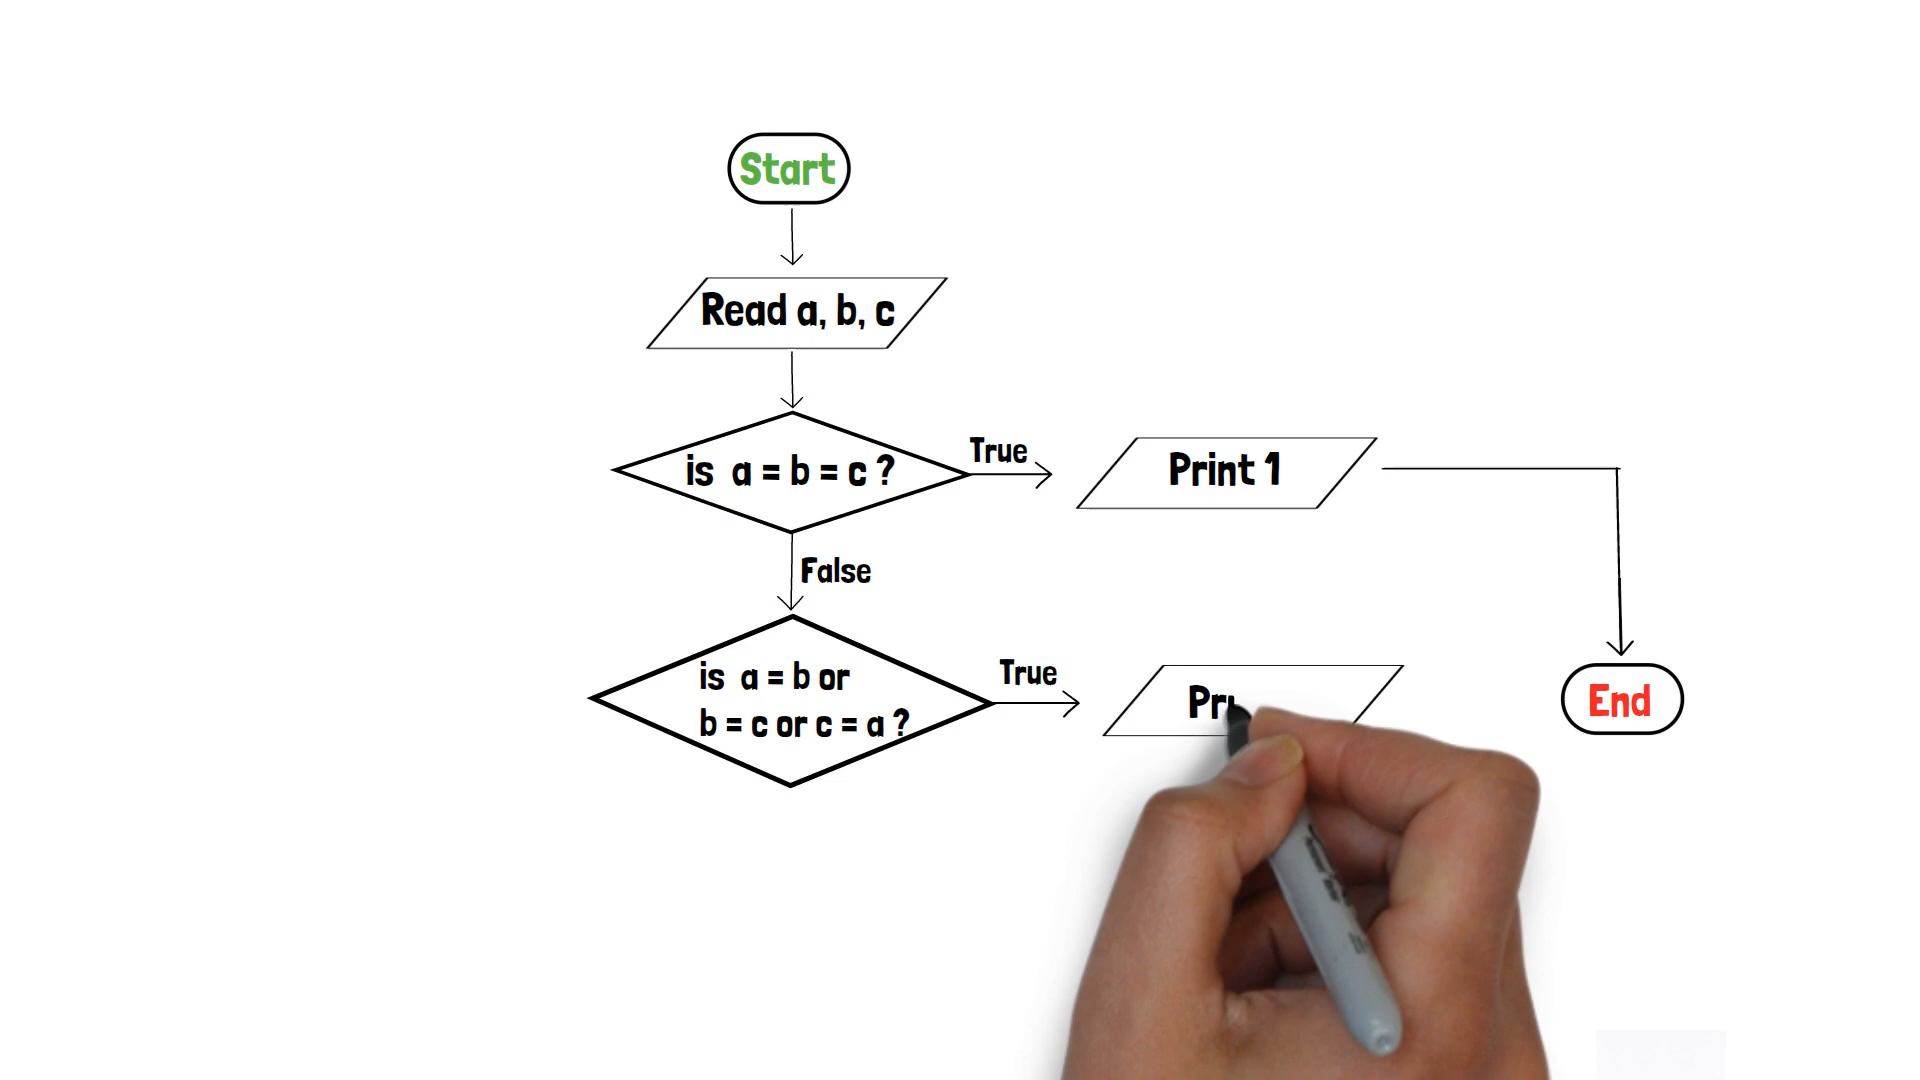 Start
Read a, b, c
is a = b = c ?
True
Print 1
False
is a = b or
b = c or c = a ?
True
End